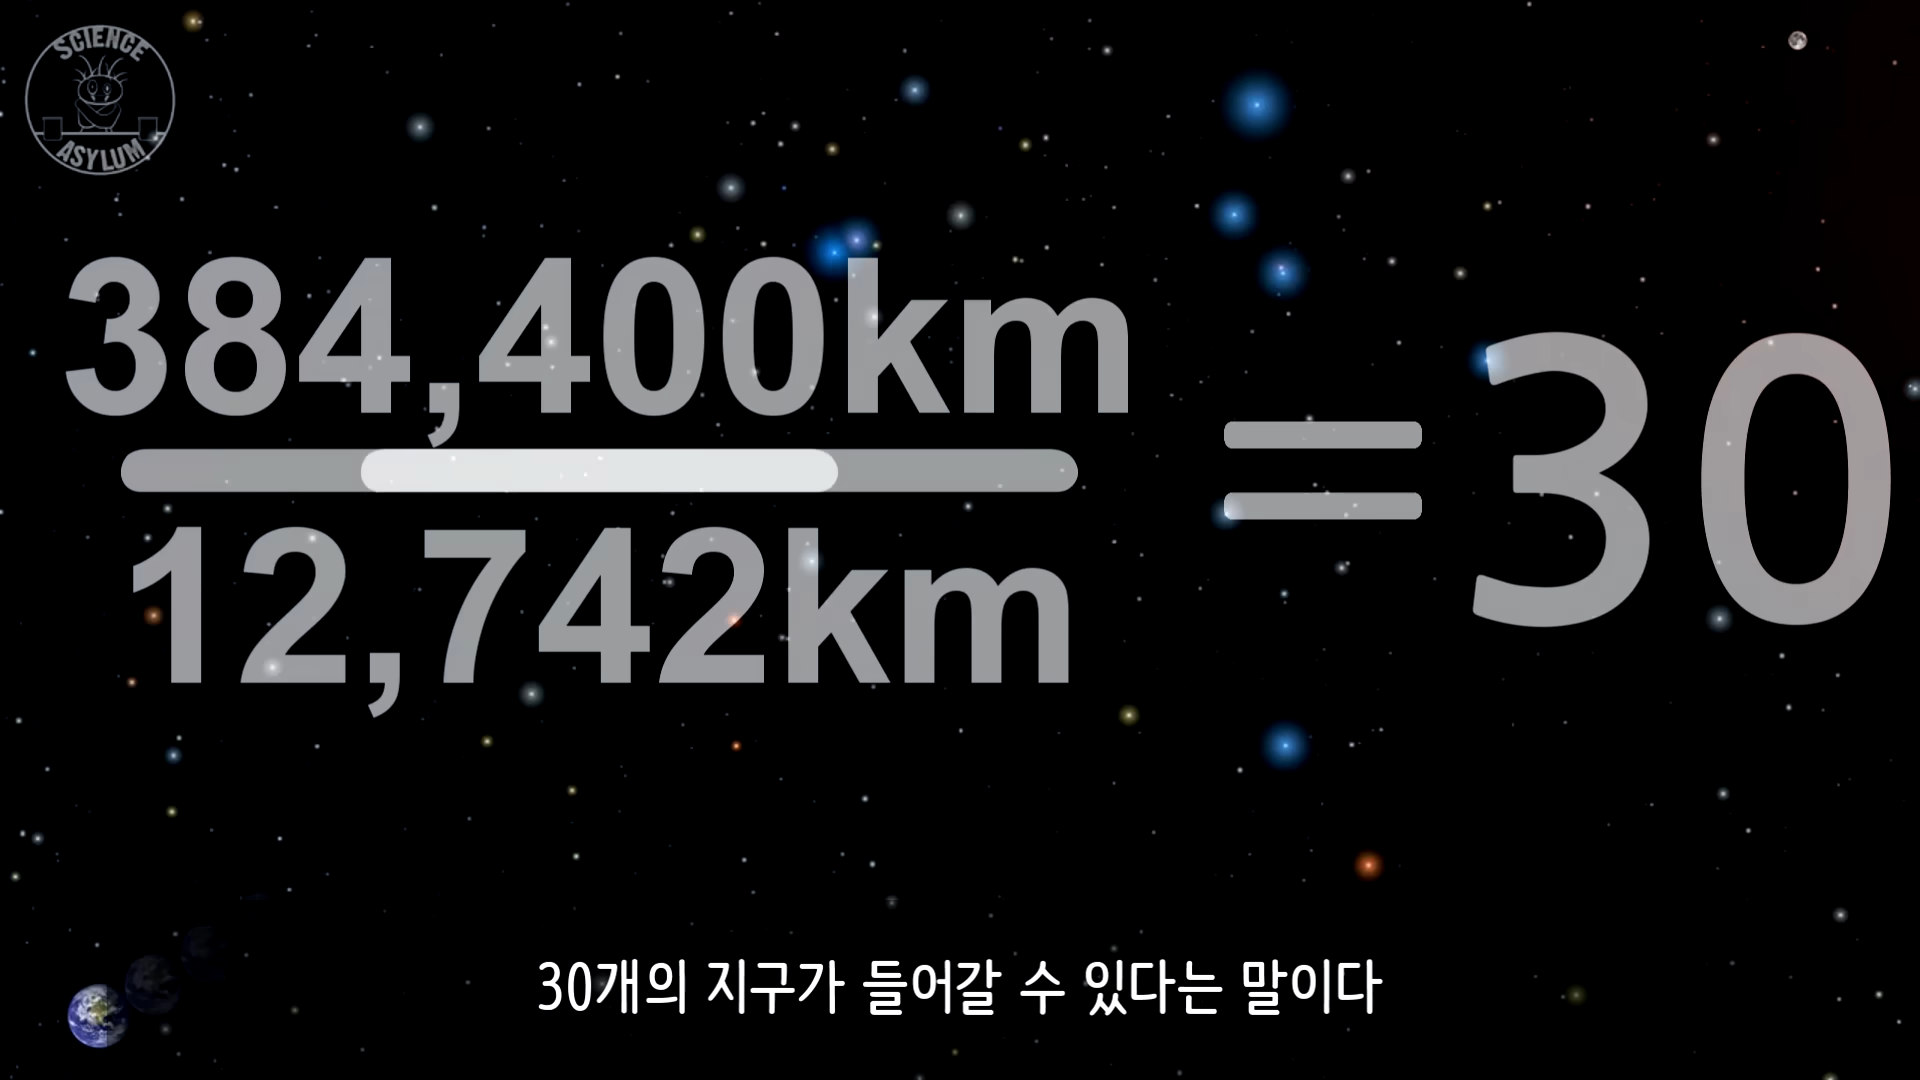 SCIENCE
ASYLUM
384,400km
12,742km
=30
30개의 지구가 들어갈 수 있다는 말이다